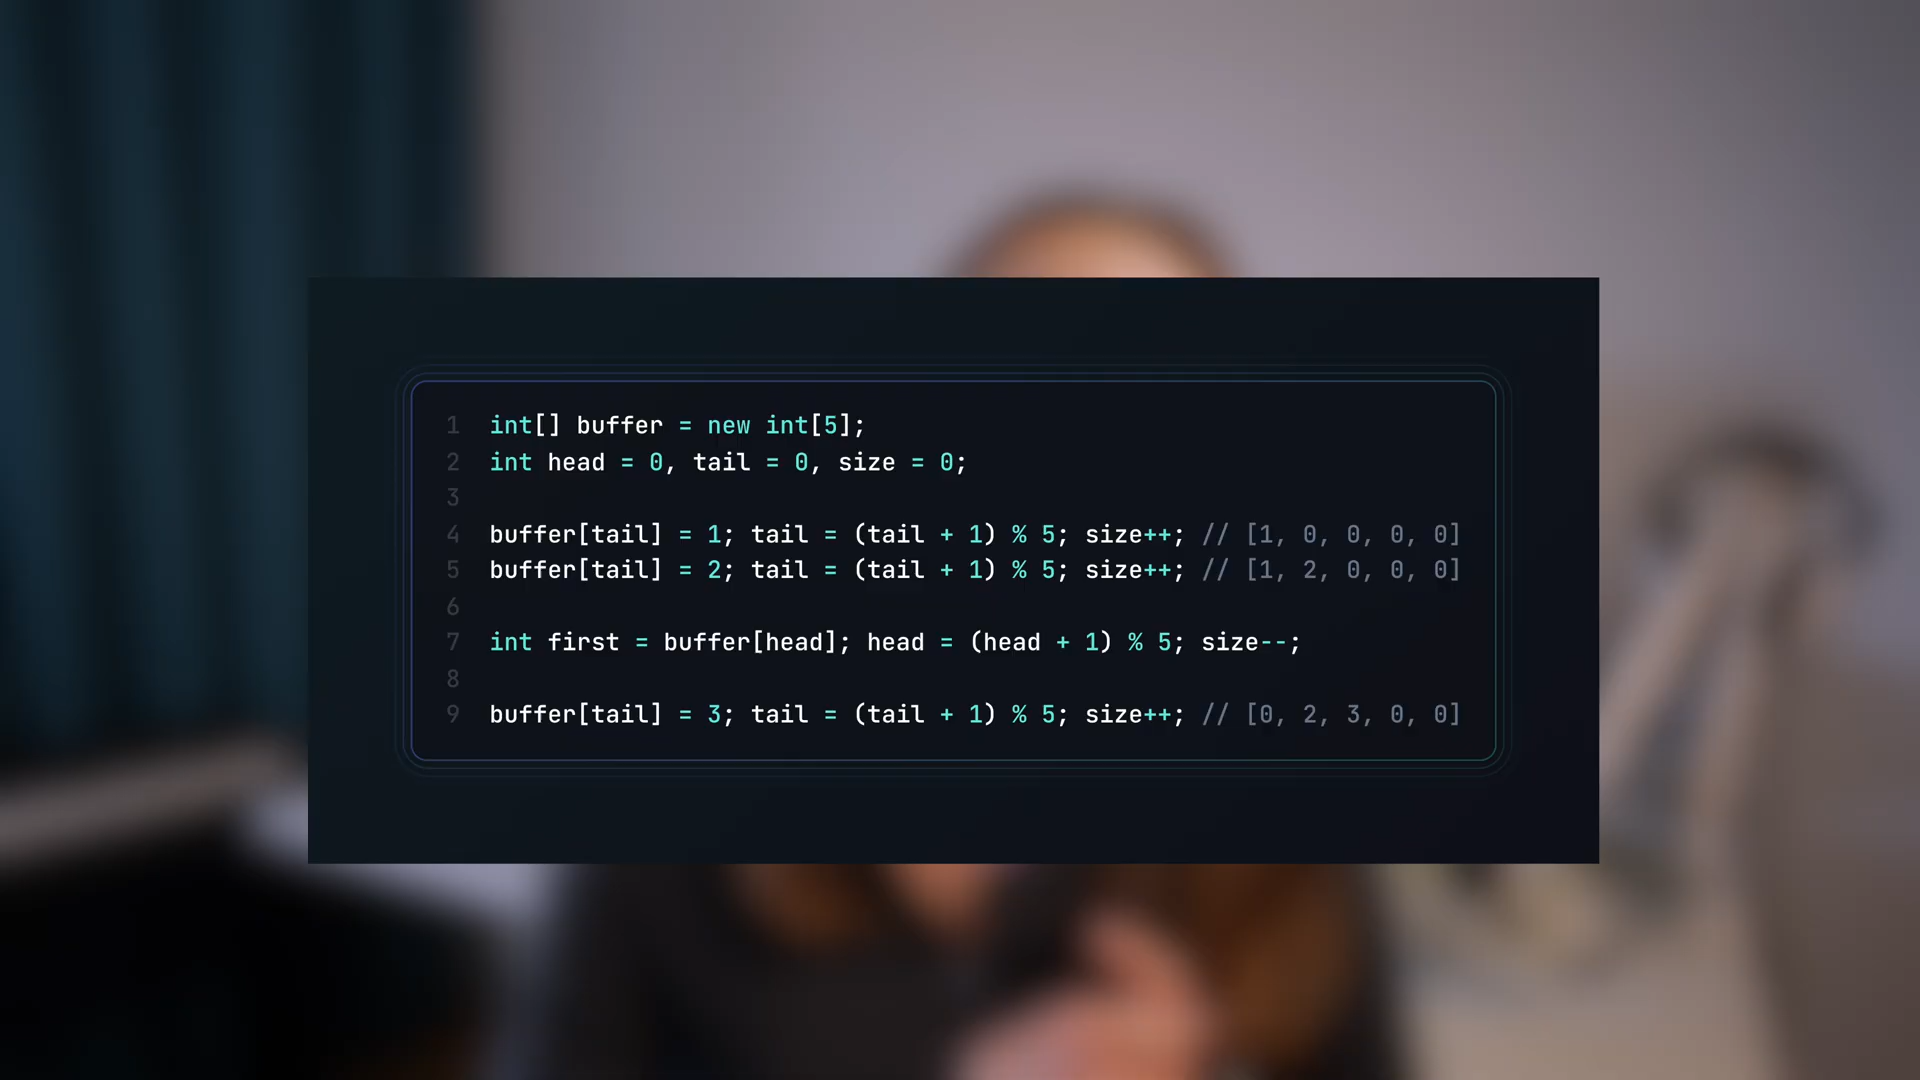 1 int[] buffer = new int[5];
2 int head = 0, tail = 0, size = 0;
3
4 buffer[tail] = 1; tail = (tail + 1) % 5; size++; // [1, 0, 0, 0, 0]
5 buffer[tail] = 2; tail = (tail + 1) % 5; size++; // [1, 2, 0, 0, 0]
6
7 int first = buffer[head]; head = (head + 1) % 5; size--;
8
9 buffer[tail] = 3; tail = (tail + 1) % 5; size++; // [0, 2, 3, 0, 0]